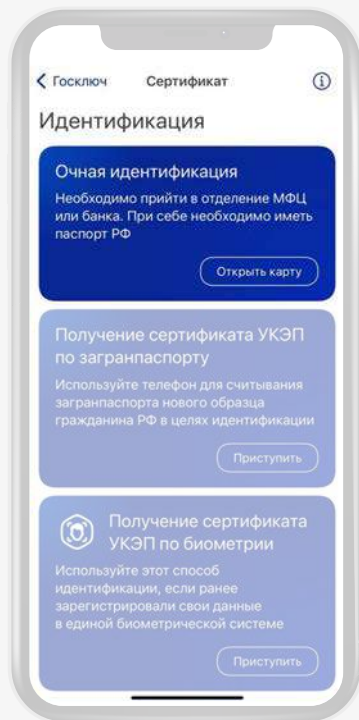 Госключ
Сертификат
Идентификация
Очная идентификация
Необходимо прийти в отделение МФЦ
или банка. При себе необходимо иметь
паспорт РФ
Открыть карту
Получение сертификата УКЭП
по загранпаспорту
Используйте телефон для считывания
загранпаспорта нового образца
гражданина РФ в целях идентификации
Приступить
Получение сертификата
УКЭП по биометрии
Используйте этот способ
идентификации, если ранее
зарегистрировали свои данные
в единой биометрической системе
Приступить